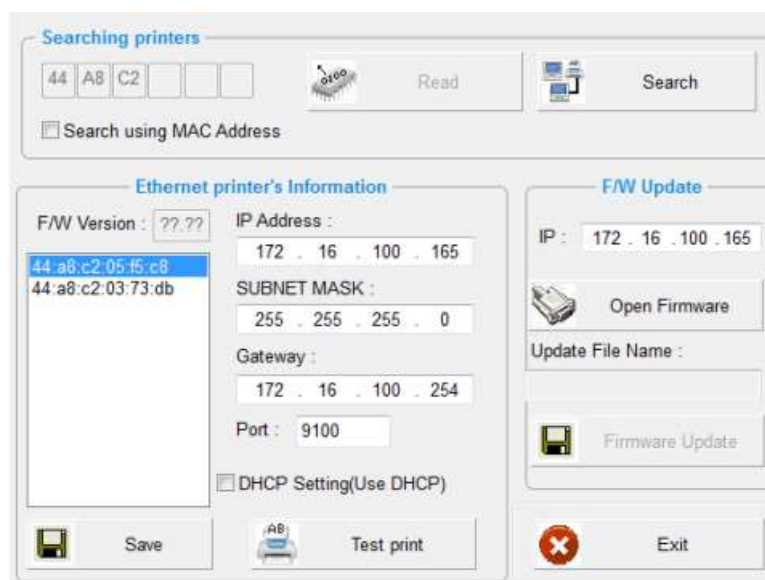 Searching printers
44 A8 C2
Read
Search
Search using MAC Address
Ethernet printer's Information
F/W Version : ??.??
44:a8:c2:05:f5:c8
44:a8:c2:03:73:db
IP Address :
172 . 16 . 100 . 165
SUBNET MASK :
255 . 255 . 255 . 0
Gateway :
172 . 16 . 100 . 254
Port : 9100
DHCP Setting(Use DHCP)
Save
AB
Test print
F/W Update
IP : 172 . 16 . 100 . 165
Open Firmware
Update File Name :
Firmware Update
Exit